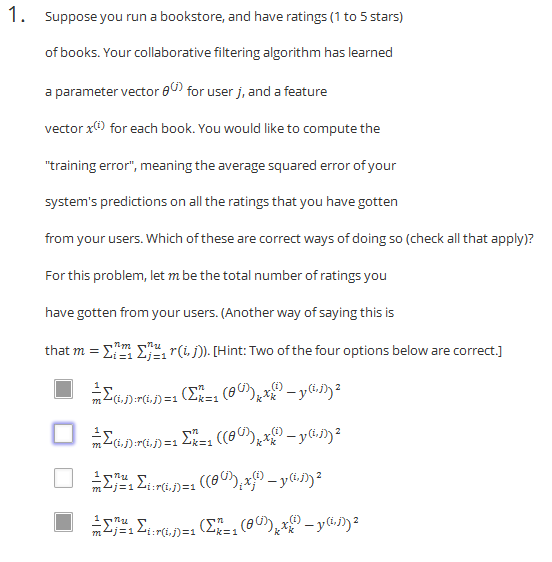 1. Suppose you run a bookstore, and have ratings (1 to 5 stars)
of books. Your collaborative filtering algorithm has learned
a parameter vector θ^(j) for user j, and a feature
vector x^(i) for each book. You would like to compute the
"training error", meaning the average squared error of your
system's predictions on all the ratings that you have gotten
from your users. Which of these are correct ways of doing so (check all that apply)?
For this problem, let m be the total number of ratings you
have gotten from your users. (Another way of saying this is
that m = Σ_{i=1}^{n_m} Σ_{j=1}^{n_u} r(i, j)). [Hint: Two of the four options below are correct.]
1/m Σ_{(i,j):r(i,j)=1} (Σ_{k=1}^{n} (θ^(j))_k x_k^(i) – y^(i,j))²
1/m Σ_{(i,j):r(i,j)=1} Σ_{k=1}^{n} ((θ^(j))_k x_k^(i) – y^(i,j))²
1/m Σ_{j=1}^{n_u} Σ_{i:r(i,j)=1} ((θ^(j))_i x_j^(i) – y^(i,j))²
1/m Σ_{j=1}^{n_u} Σ_{i:r(i,j)=1} (Σ_{k=1}^{n} (θ^(j))_k x_k^(i) – y^(i,j))²